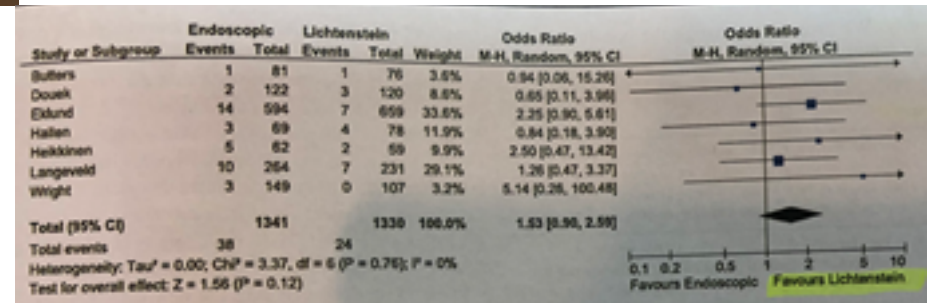 Endoscopic Lichtenstein Odds Ratio Odds Ratio
Study or Subgroup Events Total Events Total Weight M-H, Random, 95% CI M-H, Random, 95% CI
Butters 1 81 1 76 3.6% 0.94 [0.06, 15.26]
Douek 2 122 3 120 8.6% 0.65 [0.11, 3.96]
Eklund 14 594 7 659 33.6% 2.25 [0.90, 5.61]
Hallen 3 69 4 78 11.9% 0.84 [0.18, 3.90]
Heikkinen 5 62 2 59 9.9% 2.50 [0.47, 13.42]
Langeveld 10 264 7 231 29.1% 1.26 [0.47, 3.37]
Wright 3 149 0 107 3.2% 5.14 [0.26, 100.48]
Total (95% CI) 1341 1330 100.0% 1.53 [0.90, 2.59]
Total events 38 24
Heterogeneity: Tau² = 0.00; Chi² = 3.37, df = 6 (P = 0.76); I² = 0%
Test for overall effect: Z = 1.56 (P = 0.12)
0.1 0.2 0.5 1 2 5 10
Favours Endoscopic Favours Lichtenstein